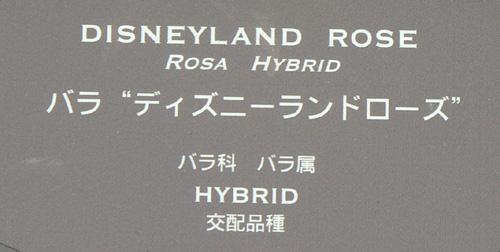 DISNEYLAND ROSE
ROSA HYBRID
バラ “ディズニーランドローズ”
バラ科 バラ属
HYBRID
交配品種